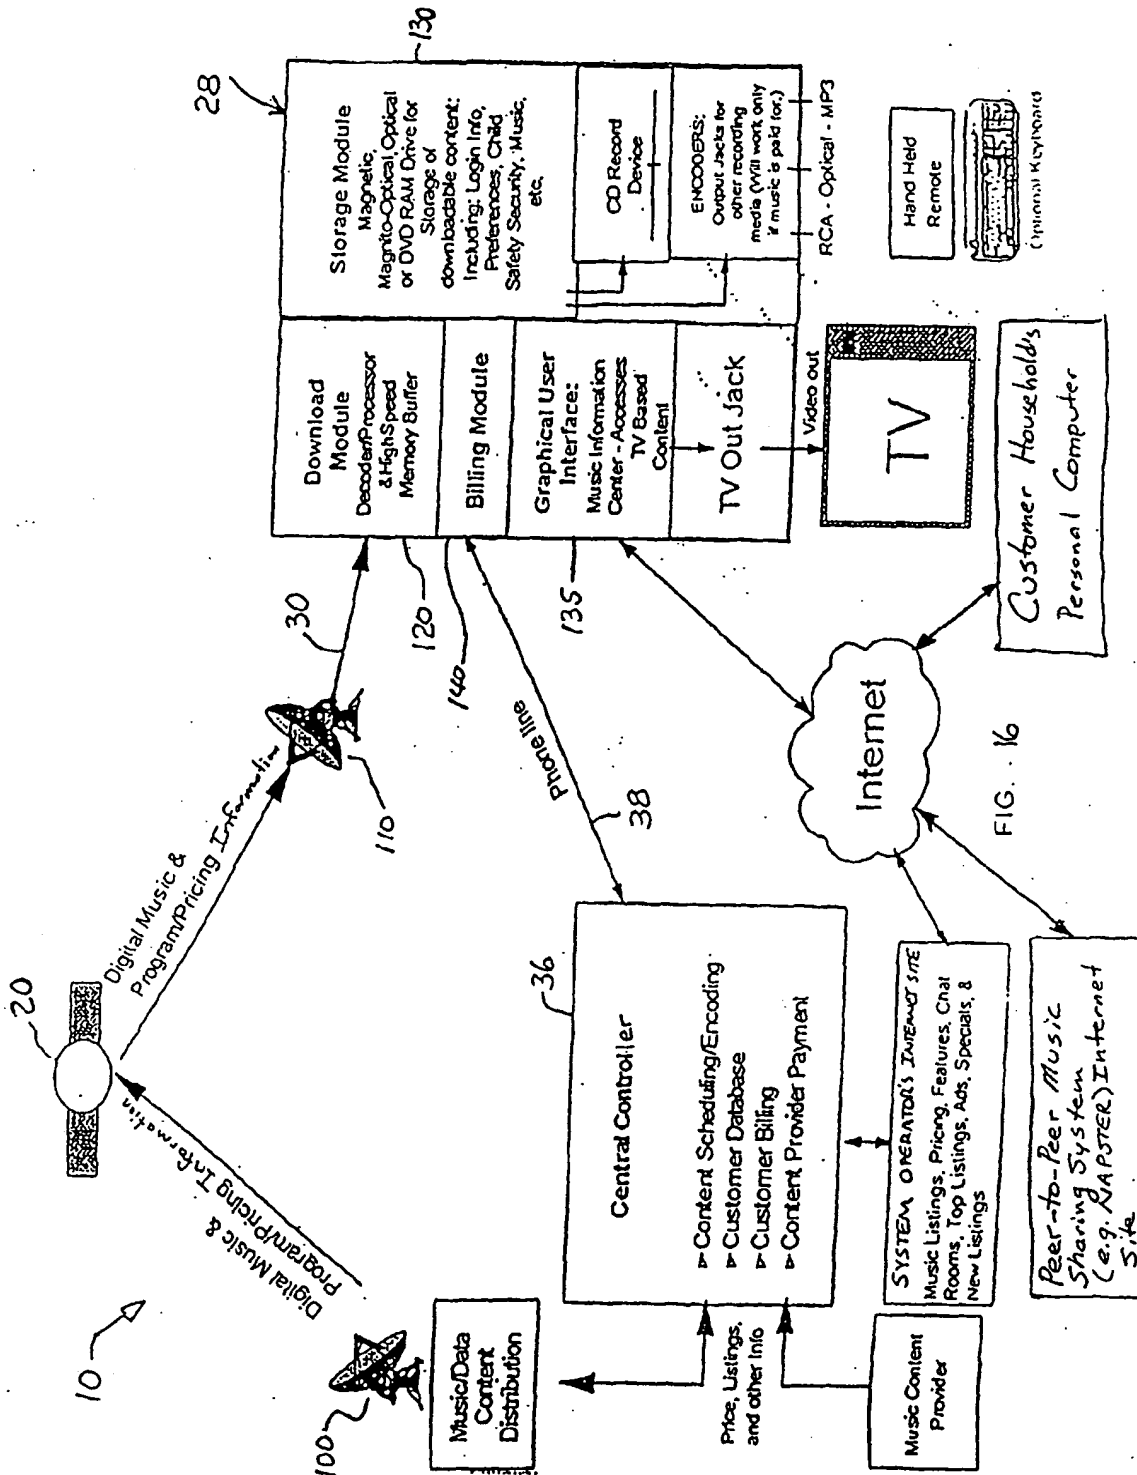 10
20
Digital Music &
Program/Pricing Information
Digital Music &
Program/Pricing Information
100
Music/Data
Content
Distribution
110
30
28
130
Download
Module
Decoder/Processor
& High Speed
Memory Buffer
120
Billing Module
140
Graphical User
Interface:
Music Information
Center - Accesses
TV Based
Content
135
TV Out Jack
Video out
TV
Storage Module
Magnetic,
Magnito-Optical, Optical
or DVD RAM Drive for
Storage of
downloadable content:
Including: Login Info,
Preferences, Child
Safety Security, Music,
etc.
CD Record
Device
ENCODERS:
Output Jacks for
other recording
media (Will work only
if music is paid for.)
RCA - Optical - MP3
Hand Held
Remote
Optional Keyboard
Phone line
38
36
Central Controller
Content Scheduling/Encoding
Customer Database
Customer Billing
Content Provider Payment
Price, Listings,
and other Info
Music Content
Provider
SYSTEM OPERATOR'S INTERNET SITE
Music Listings, Pricing, Features, Chat
Rooms, Top Listings, Ads, Specials, &
New Listings
Peer-to-Peer Music
Sharing System
(e.g. NAPSTER) Internet
Site
Internet
Customer Household's
Personal Computer
FIG. 16